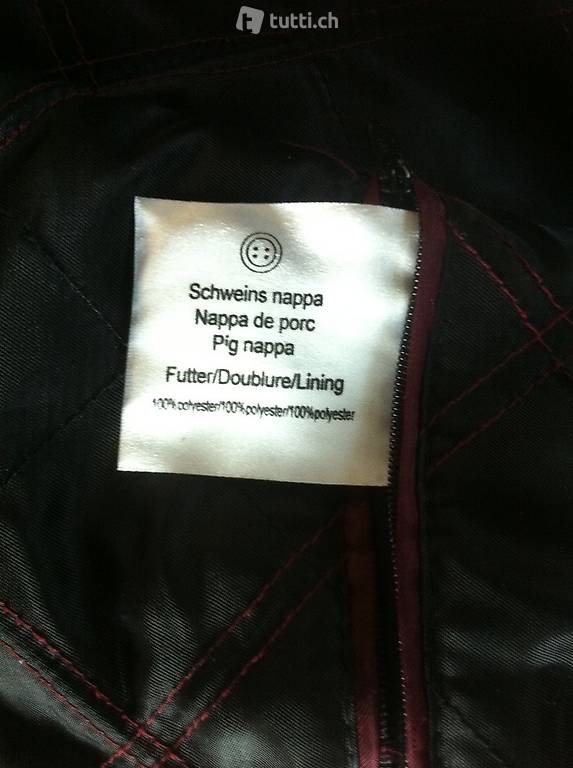 tutti.ch
Schweins nappa
Nappa de porc
Pig nappa
Futter/Doublure/Lining
100% polyester/100% polyester/100%polyester